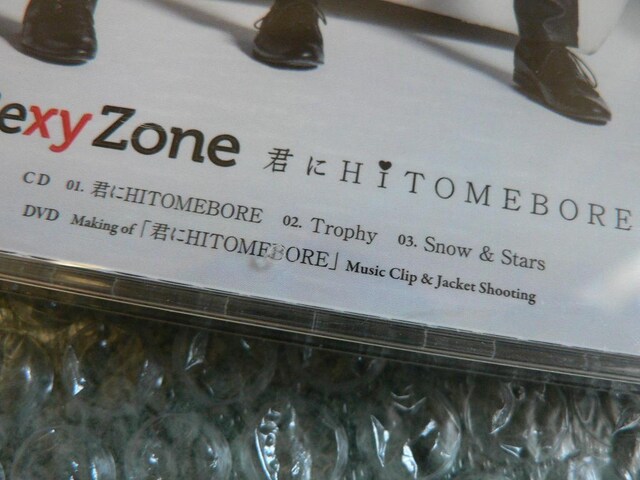 exy Zone 君にHiTOMEBORE
CD 01. 君にHITOMEBORE 02. Trophy 03. Snow & Stars
DVD Making of「君にHITOMEBORE」Music Clip & Jacket Shooting